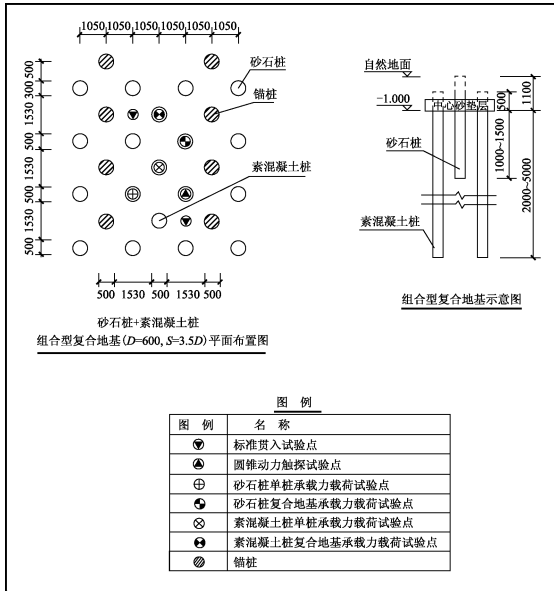 1050 1050 1050 1050 1050 1050
500
300
1530
500
1530
500
1530
500
砂石桩
锚桩
素混凝土桩
500 1530 500 1530 500
砂石桩+素混凝土桩
组合型复合地基(D=600, S=3.5D)平面布置图
自然地面
-1.000
中心砂垫层
500
1100
砂石桩
1000~1500
2000~5000
素混凝土桩
组合型复合地基示意图
图 例
图 例 名 称
标准贯入试验点
圆锥动力触探试验点
砂石桩单桩承载力载荷试验点
砂石桩复合地基承载力载荷试验点
素混凝土桩单桩承载力载荷试验点
素混凝土桩复合地基承载力载荷试验点
锚桩